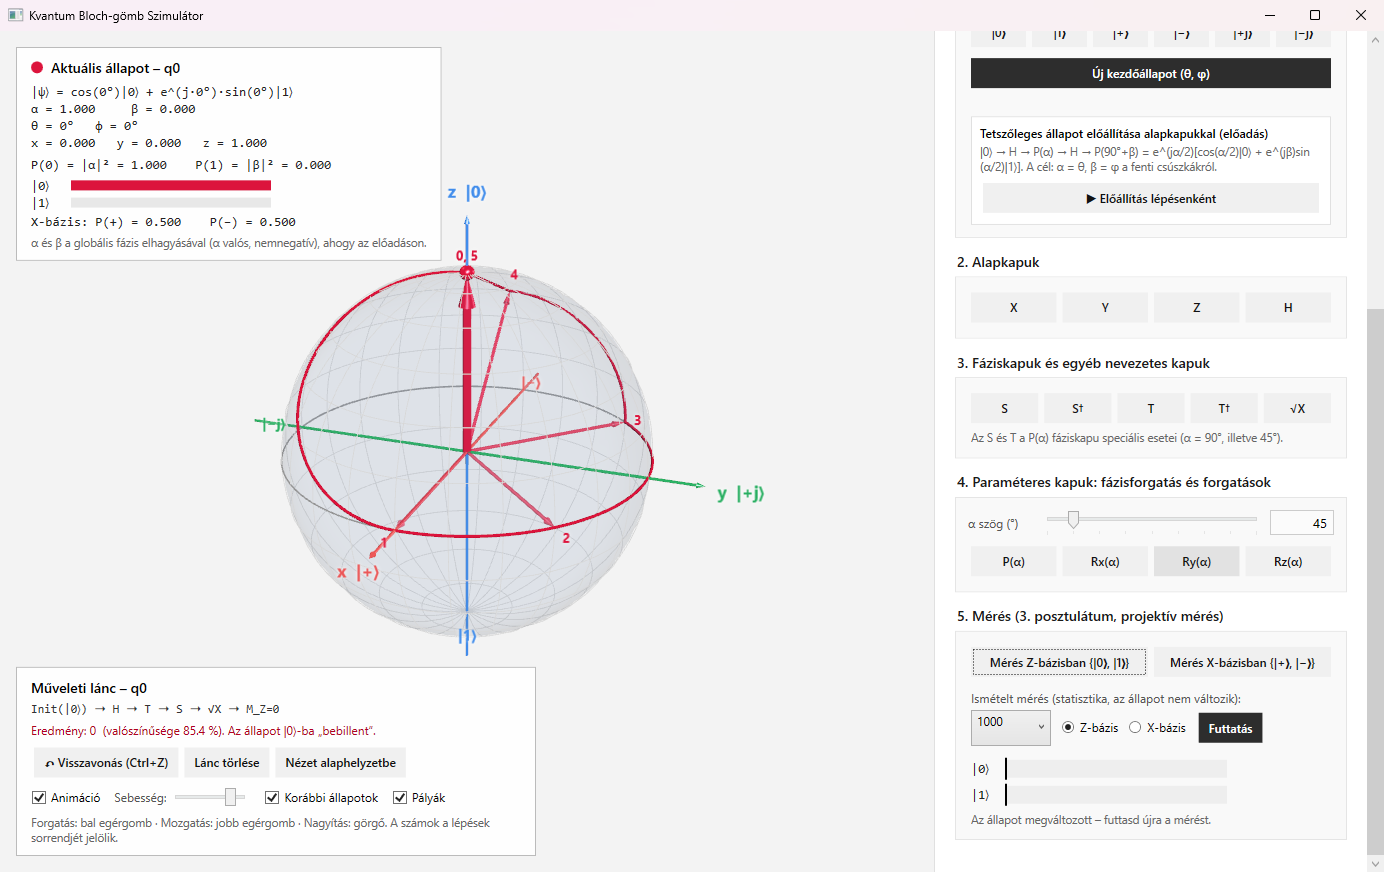 Kvantum Bloch-gömb Szimulátor
Aktuális állapot – q0
|ψ⟩ = cos(0°)|0⟩ + e^(j·0°)·sin(0°)|1⟩
α = 1.000 β = 0.000
θ = 0° ϕ = 0°
x = 0.000 y = 0.000 z = 1.000
P(0) = |α|² = 1.000 P(1) = |β|² = 0.000
|0⟩
|1⟩
X-bázis: P(+) = 0.500 P(−) = 0.500
α és β a globális fázis elhagyásával (α valós, nemnegatív), ahogy az előadáson.
z |0⟩
0, 5
4
|−⟩
|−j⟩
3
y |+j⟩
2
1
x |+⟩
|1⟩
Műveleti lánc – q0
Init(|0⟩) → H → T → S → √X → M_Z=0
Eredmény: 0 (valószínűsége 85.4 %). Az állapot |0⟩-ba „bebillent”.
↶ Visszavonás (Ctrl+Z) Lánc törlése Nézet alaphelyzetbe
Animáció Sebesség: Korábbi állapotok Pályák
Forgatás: bal egérgomb · Mozgatás: jobb egérgomb · Nagyítás: görgő. A számok a lépések
sorrendjét jelölik.
|0⟩ |1⟩ |+⟩ |−⟩ |+j⟩ |−j⟩
Új kezdőállapot (θ, φ)
Tetszőleges állapot előállítása alapkapukkal (előadás)
|0⟩ → H → P(α) → H → P(90°+β) = e^(jα/2)[cos(α/2)|0⟩ + e^(jβ)sin
(α/2)|1⟩]. A cél: α = θ, β = φ a fenti csúszkákról.
▶ Előállítás lépésenként
2. Alapkapuk
X Y Z H
3. Fáziskapuk és egyéb nevezetes kapuk
S S† T T† √X
Az S és T a P(α) fáziskapu speciális esetei (α = 90°, illetve 45°).
4. Paraméteres kapuk: fázisforgatás és forgatások
α szög (°) 45
P(α) Rx(α) Ry(α) Rz(α)
5. Mérés (3. posztulátum, projektív mérés)
Mérés Z-bázisban {|0⟩, |1⟩} Mérés X-bázisban {|+⟩, |−⟩}
Ismételt mérés (statisztika, az állapot nem változik):
1000 Z-bázis X-bázis Futtatás
|0⟩
|1⟩
Az állapot megváltozott – futtasd újra a mérést.